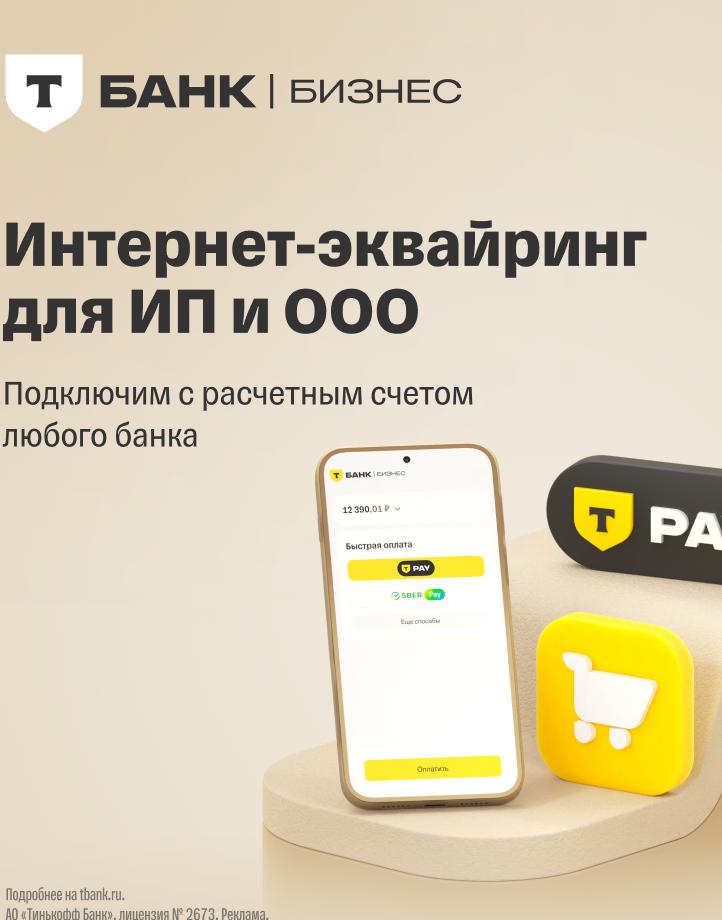 Т БАНК | БИЗНЕС
Интернет-эквайринг
для ИП и ООО
Подключим с расчетным счетом
любого банка
Т БАНК | БИЗНЕС
12 390,01 ₽
Быстрая оплата
Т PAY
SBER Pay
Еще способы
Оплатить
Т PA
Подробнее на tbank.ru.
АО «Тинькофф Банк», лицензия № 2673. Реклама.